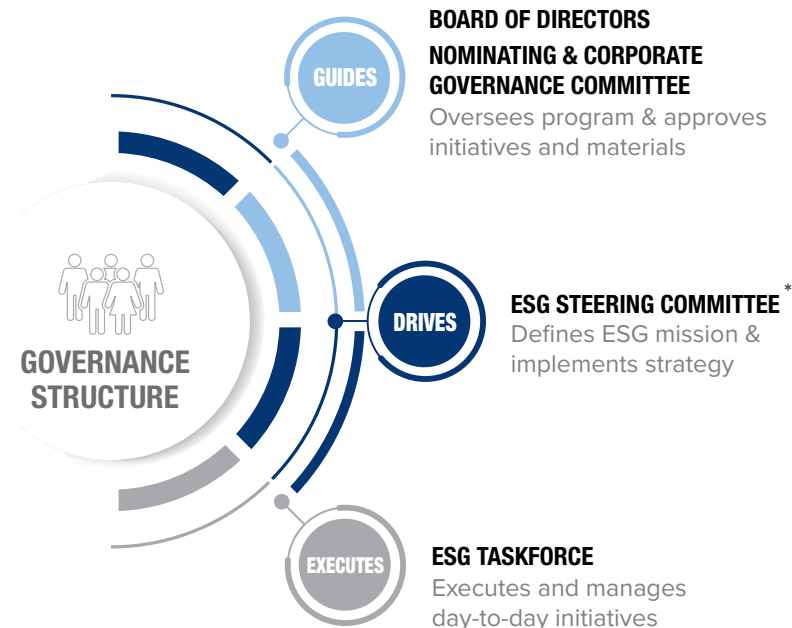 GUIDES
BOARD OF DIRECTORS
NOMINATING & CORPORATE
GOVERNANCE COMMITTEE
Oversees program & approves
initiatives and materials
GOVERNANCE
STRUCTURE
DRIVES
ESG STEERING COMMITTEE*
Defines ESG mission &
implements strategy
EXECUTES
ESG TASKFORCE
Executes and manages
day-to-day initiatives